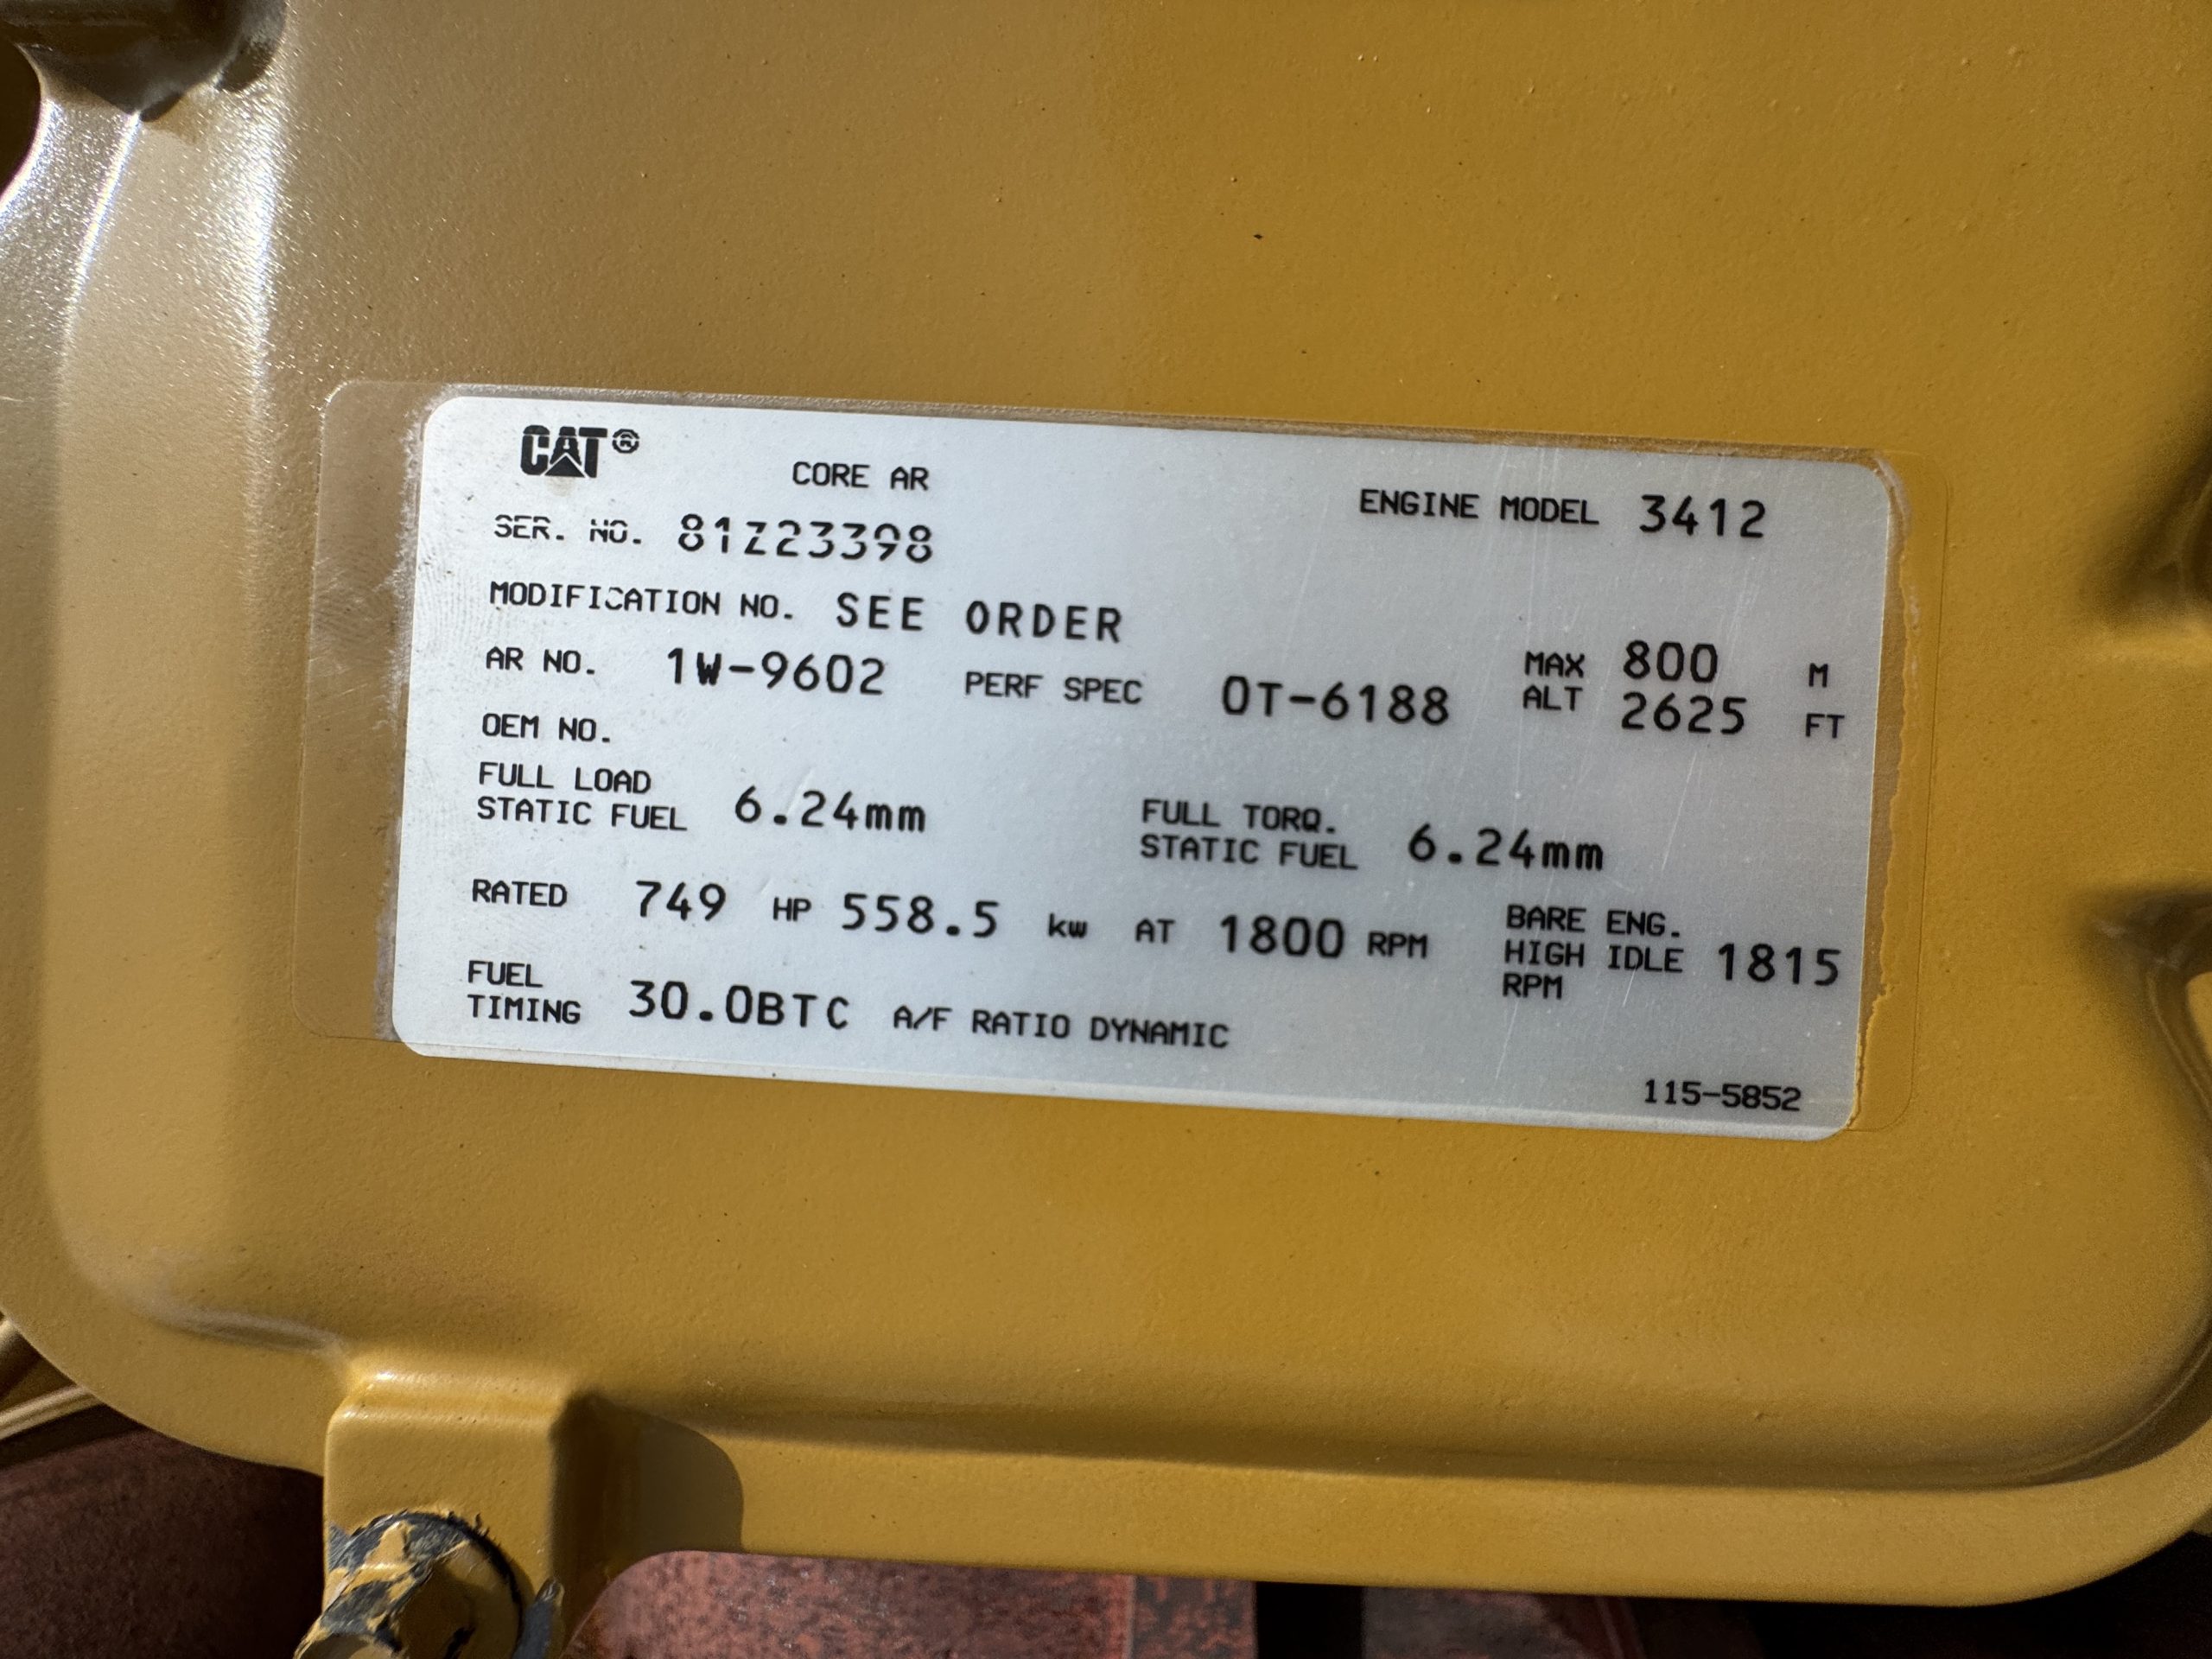 CAT®
CORE AR
ENGINE MODEL 3412
SER. NO. 81Z23398
MODIFICATION NO. SEE ORDER
AR NO. 1W-9602 PERF SPEC 0T-6188 MAX ALT 800 M 2625 FT
OEM NO.
FULL LOAD STATIC FUEL 6.24mm FULL TORQ. STATIC FUEL 6.24mm
RATED 749 HP 558.5 kw AT 1800 RPM BARE ENG. HIGH IDLE RPM 1815
FUEL TIMING 30.0BTC A/F RATIO DYNAMIC
115-5852